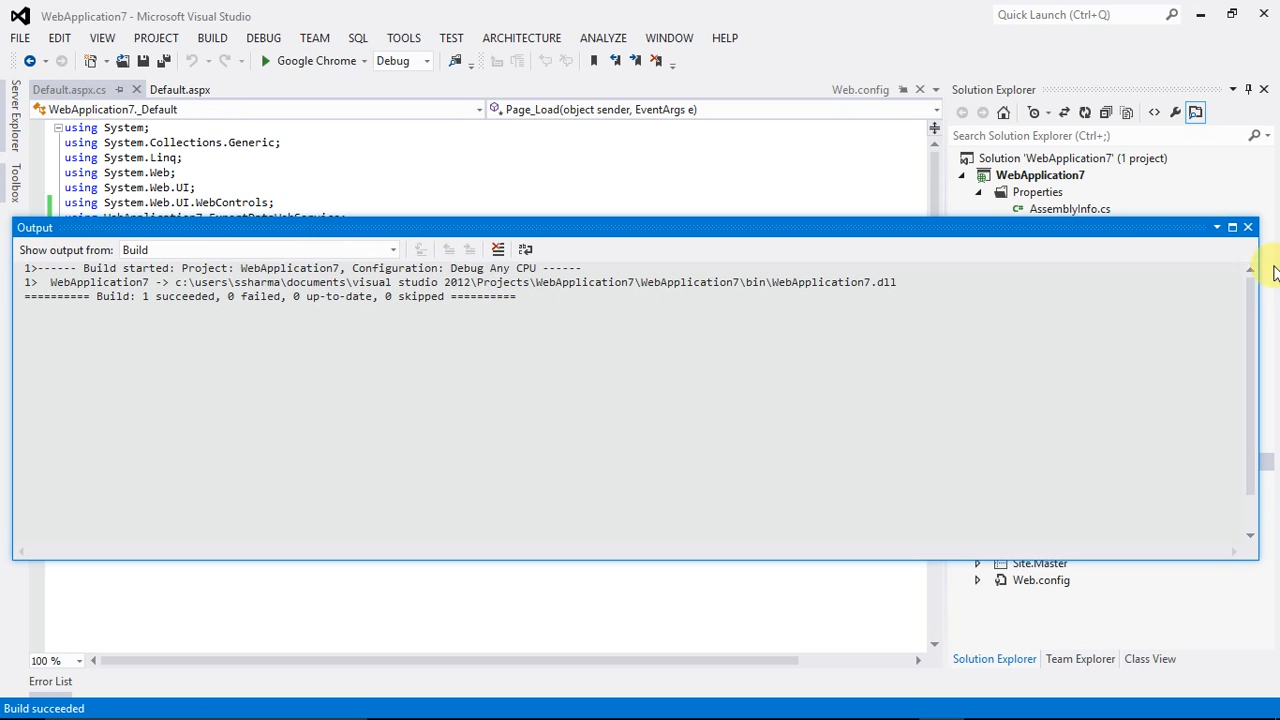 WebApplication7 - Microsoft Visual Studio
Quick Launch (Ctrl+Q)
FILE EDIT VIEW PROJECT BUILD DEBUG TEAM SQL TOOLS TEST ARCHITECTURE ANALYZE WINDOW HELP
Google Chrome Debug
Server Explorer
Toolbox
Default.aspx.cs Default.aspx Web.config
WebApplication7._Default Page_Load(object sender, EventArgs e)
using System;
using System.Collections.Generic;
using System.Linq;
using System.Web;
using System.Web.UI;
using System.Web.UI.WebControls;
Solution Explorer
Search Solution Explorer (Ctrl+;)
Solution 'WebApplication7' (1 project)
WebApplication7
Properties
AssemblyInfo.cs
Output
Show output from: Build
1>------ Build started: Project: WebApplication7, Configuration: Debug Any CPU ------
1>  WebApplication7 -> c:\users\ssharma\documents\visual studio 2012\Projects\WebApplication7\WebApplication7\bin\WebApplication7.dll
========== Build: 1 succeeded, 0 failed, 0 up-to-date, 0 skipped ==========
Site.Master
Web.config
100 %
Solution Explorer Team Explorer Class View
Error List
Build succeeded